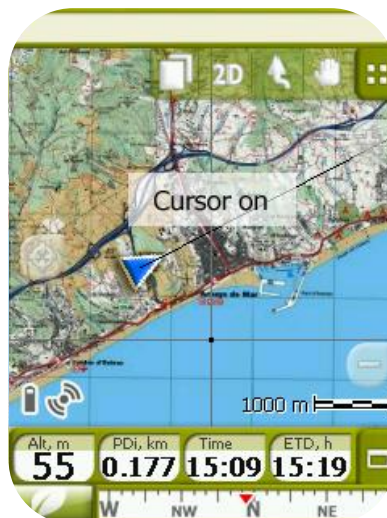 2D
Cursor on
1000 m
Alt, m
PDi, km
Time
ETD, h
55
0.177
15:09
15:19
W
NW
N
NE